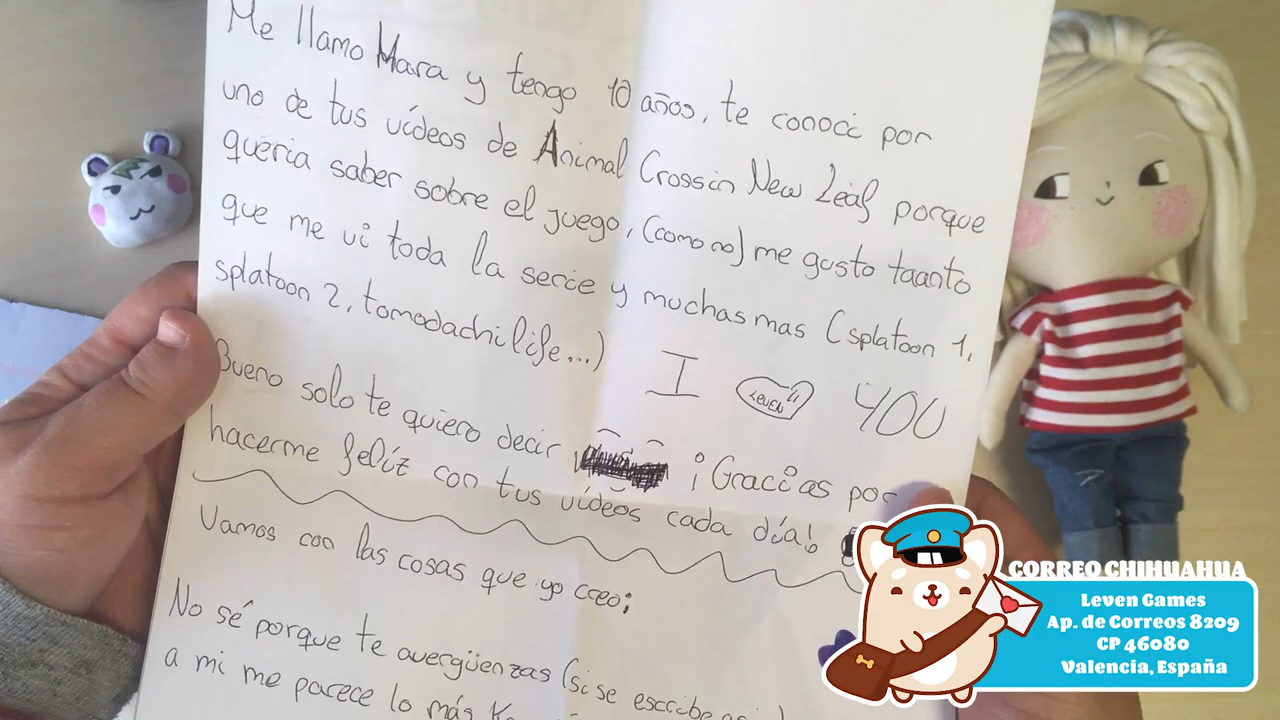 Me llamo Mara y tengo 10 años, te conocí por
uno de tus vídeos de Animal Crossin New Leaf porque
queria saber sobre el juego, (como no) me gusto taanto
que me vi toda la serie y muchas mas (splatoon 1,
splatoon 2, tomodachi life...)
I LEVEN YOU
Bueno solo te quiero decir ¡Gracias por
hacerme felíz con tus vídeos cada día!
Vamos con las cosas que yo creo;
No sé porque te avergüenzas (si se escribe asi)
a mi me parece lo más
CORREO CHIHUAHUA
Leven Games
Ap. de Correos 8209
CP 46080
Valencia, España